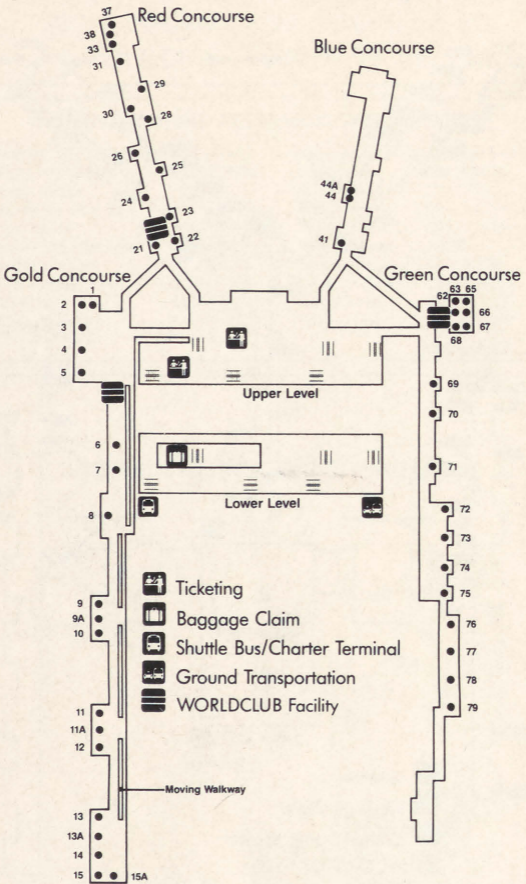 37
Red Concourse
38
33
31
29
30
28
26
25
24
23
21
22
Blue Concourse
44A
44
41
Gold Concourse
1
2
3
4
5
Green Concourse
63 65
62
66
67
68
69
70
71
72
73
74
75
76
77
78
79
Upper Level
Lower Level
6
7
8
9
9A
10
11
11A
12
13
13A
14
15
15A
Ticketing
Baggage Claim
Shuttle Bus/Charter Terminal
Ground Transportation
WORLDCLUB Facility
Moving Walkway